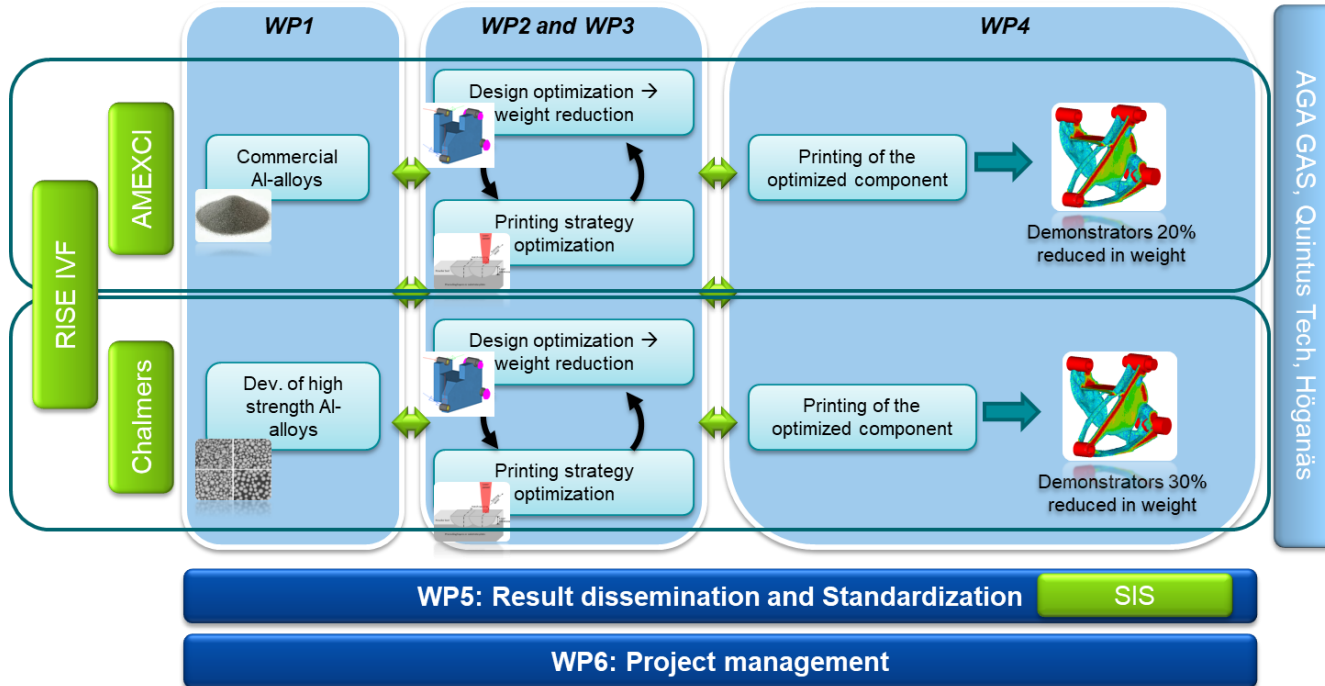 WP1
WP2 and WP3
WP4
RISE IVF
AMEXCI
Commercial
Al-alloys
Design optimization →
weight reduction
Printing strategy
optimization
Printing of the
optimized component
Demonstrators 20%
reduced in weight
Chalmers
Dev. of high
strength Al-
alloys
Design optimization →
weight reduction
Printing strategy
optimization
Printing of the
optimized component
Demonstrators 30%
reduced in weight
AGA GAS, Quintus Tech, Höganäs
WP5: Result dissemination and Standardization
SIS
WP6: Project management